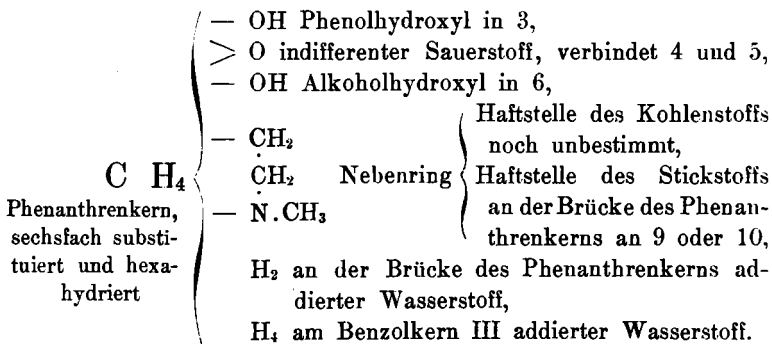 — OH Phenolhydroxyl in 3,
> O indifferenter Sauerstoff, verbindet 4 und 5,
— OH Alkoholhydroxyl in 6,
— CH₂
CH₂ Nebenring
— N.CH₃
Haftstelle des Kohlenstoffs
noch unbestimmt,
Haftstelle des Stickstoffs
an der Brücke des Phenan-
threnkerns an 9 oder 10,
C H₄
Phenanthrenkern,
sechsfach substi-
tuiert und hexa-
hydriert
H₂ an der Brücke des Phenanthrenkerns ad-
dierter Wasserstoff,
H₄ am Benzolkern III addierter Wasserstoff.